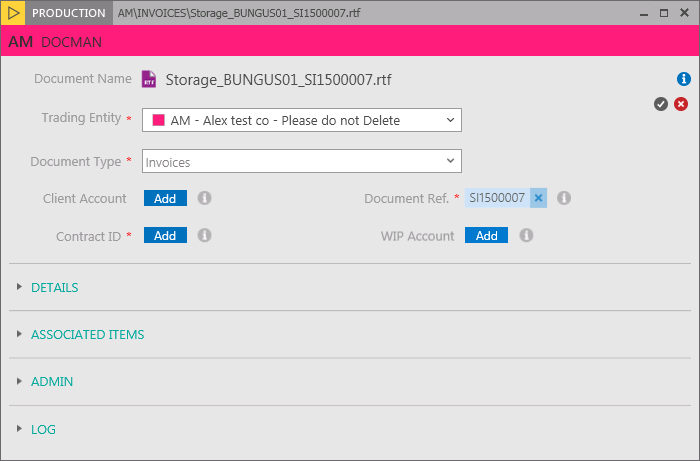 PRODUCTION AM\INVOICES\Storage_BUNGUS01_SI1500007.rtf
AM DOCMAN
Document Name RTF Storage_BUNGUS01_SI1500007.rtf
Trading Entity * AM - Alex test co - Please do not Delete
Document Type * Invoices
Client Account Add Document Ref. * SI1500007
Contract ID * Add WIP Account Add
DETAILS
ASSOCIATED ITEMS
ADMIN
LOG